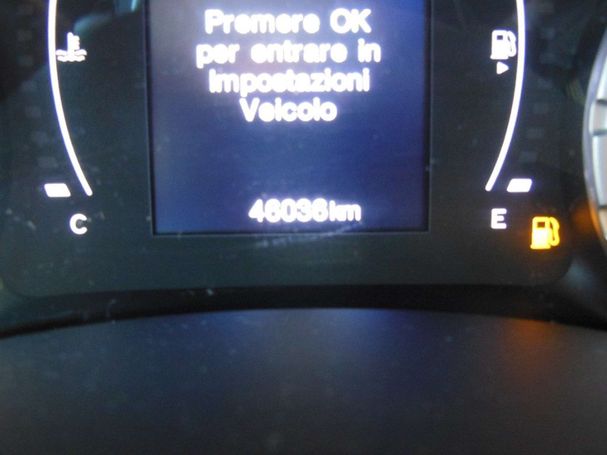 Premere OK
per entrare in
Impostazioni
Veicolo
46036km
C
E